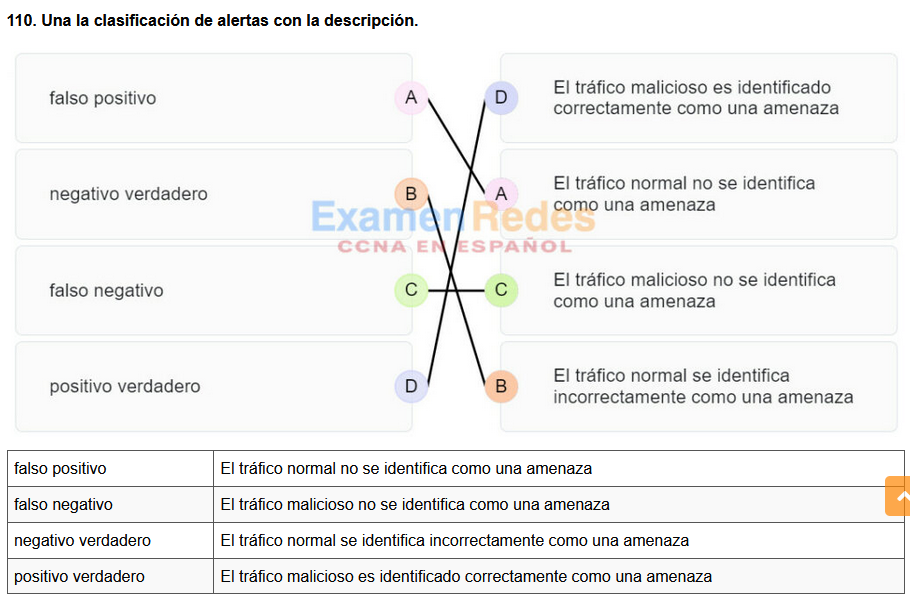 110. Una la clasificación de alertas con la descripción.
falso positivo
A
D
El tráfico malicioso es identificado
correctamente como una amenaza
negativo verdadero
B
A
El tráfico normal no se identifica
como una amenaza
ExamenRedes
CCNA EN ESPAÑOL
falso negativo
C
C
El tráfico malicioso no se identifica
como una amenaza
positivo verdadero
D
B
El tráfico normal se identifica
incorrectamente como una amenaza
falso positivo El tráfico normal no se identifica como una amenaza
falso negativo El tráfico malicioso no se identifica como una amenaza
negativo verdadero El tráfico normal se identifica incorrectamente como una amenaza
positivo verdadero El tráfico malicioso es identificado correctamente como una amenaza